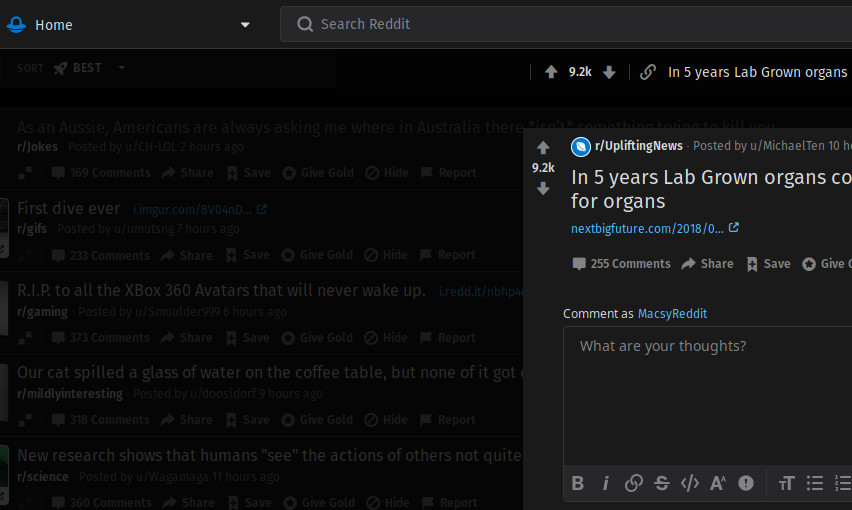 Home
Search Reddit
SORT BEST
9.2k In 5 years Lab Grown organs
As an Aussie, Americans are always asking me where in Australia there *isn't* something trying to kill you
r/Jokes · Posted by u/CH-LOL 2 hours ago
169 Comments Share Save Give Gold Hide Report
First dive ever i.imgur.com/8V04nD...
r/gifs · Posted by u/umutsng 7 hours ago
233 Comments Share Save Give Gold Hide Report
R.I.P. to all the XBox 360 Avatars that will never wake up. i.redd.it/nbhp4
r/gaming · Posted by u/Smoulder999 6 hours ago
373 Comments Share Save Give Gold Hide Report
Our cat spilled a glass of water on the coffee table, but none of it got
r/mildlyinteresting · Posted by u/doosldorf 9 hours ago
318 Comments Share Save Give Gold Hide Report
New research shows that humans "see" the actions of others not quite
r/science · Posted by u/Wagamaga 11 hours ago
360 Comments Share Save Give Gold Hide Report
r/UpliftingNews · Posted by u/MichaelTen 10 ho
9.2k
In 5 years Lab Grown organs co
for organs
nextbigfuture.com/2018/0...
255 Comments Share Save Give G
Comment as MacsyReddit
What are your thoughts?